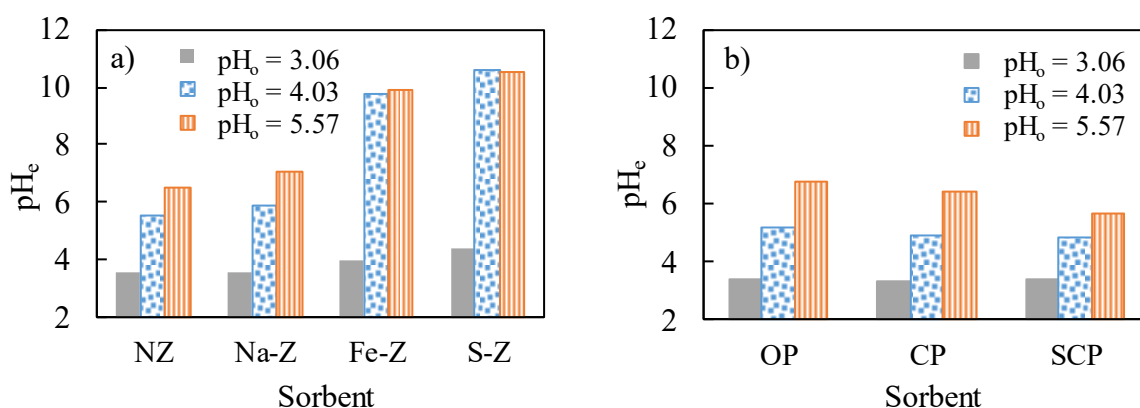 a)
pHₒ = 3.06
pHₒ = 4.03
pHₒ = 5.57
12
10
8
6
4
2
pHₑ
NZ Na-Z Fe-Z S-Z
Sorbent
b)
pHₒ = 3.06
pHₒ = 4.03
pHₒ = 5.57
12
10
8
6
4
2
pHₑ
OP CP SCP
Sorbent